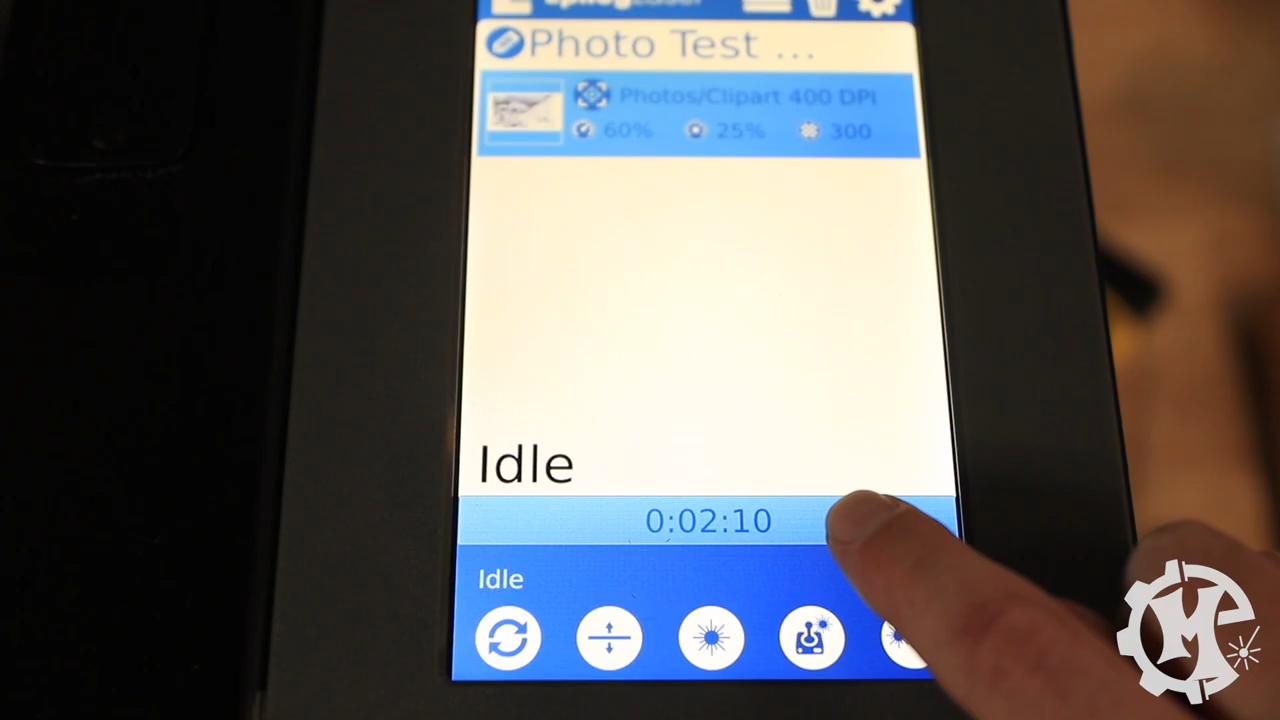 Photo Test ...
Photos/Clipart 400 DPI
60% 25% 300
Idle
0:02:10
Idle
M